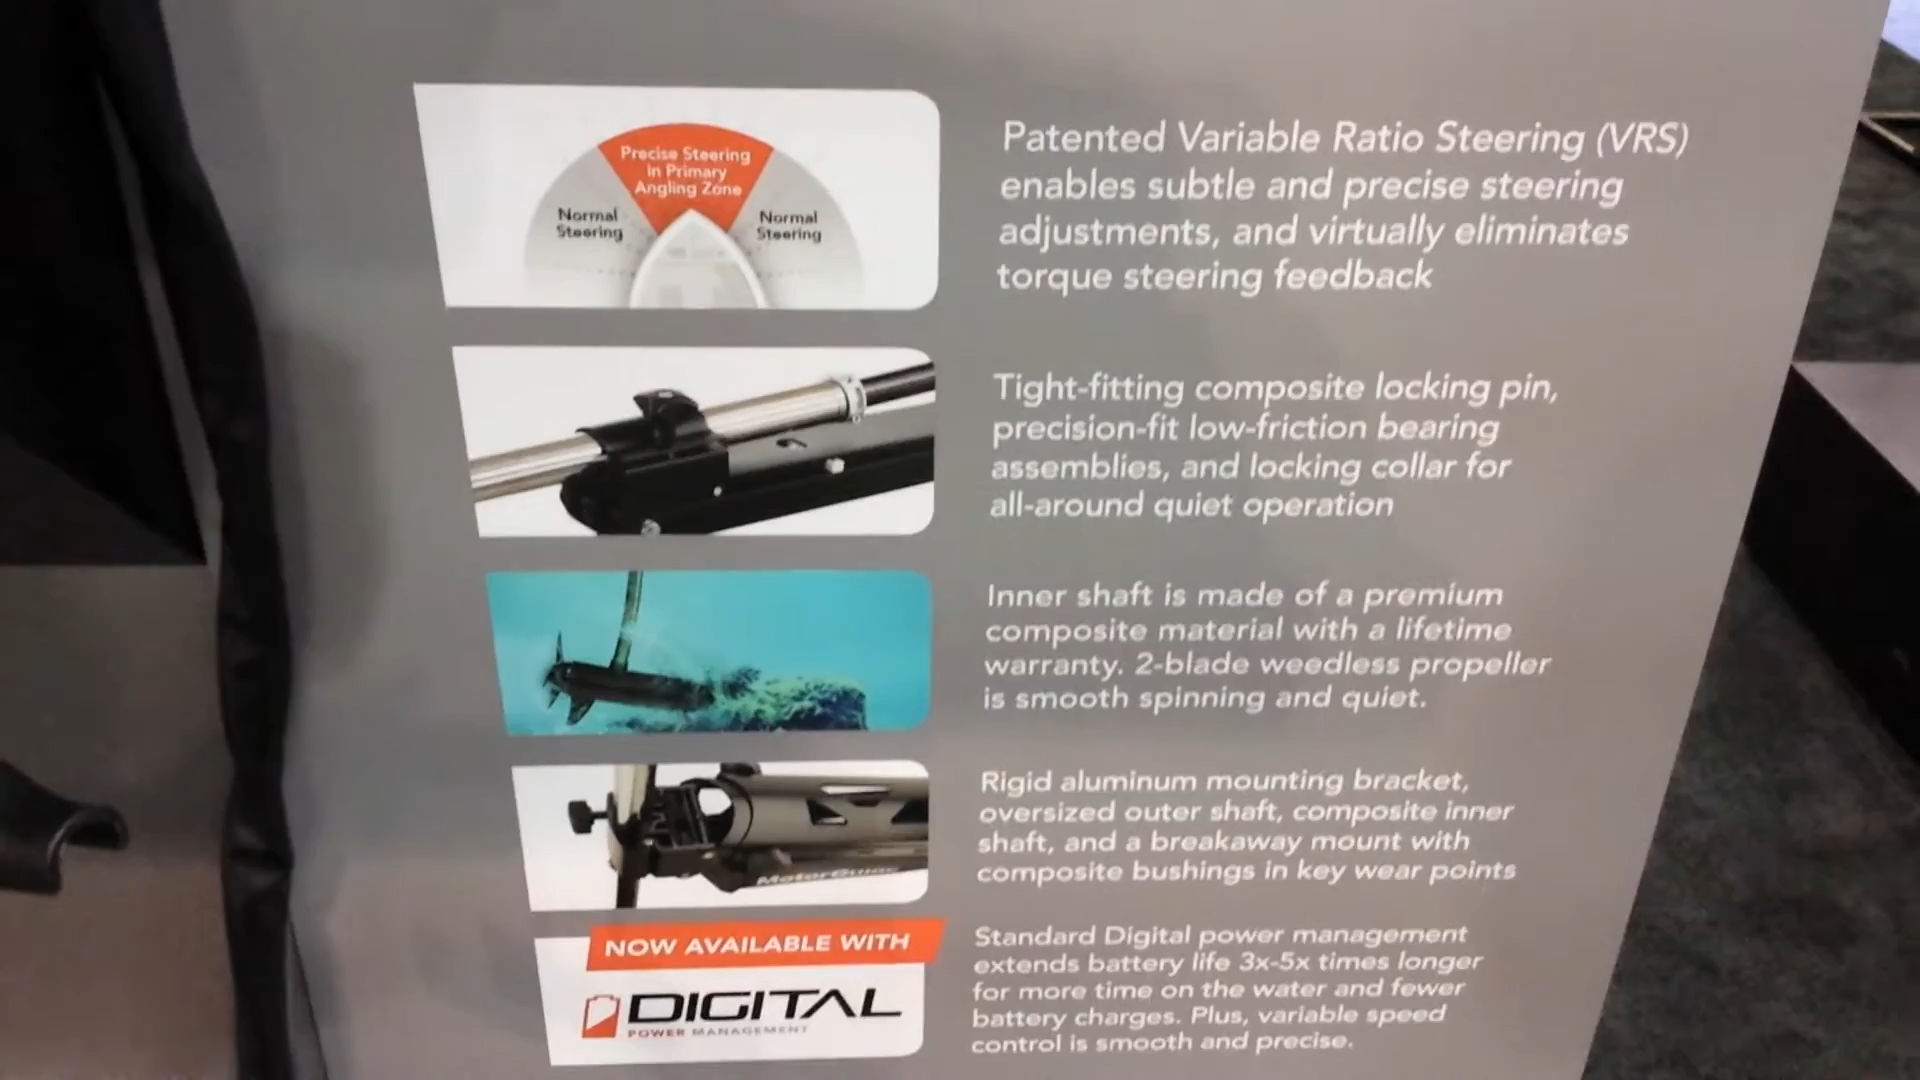 Precise Steering
in Primary
Angling Zone
Normal
Steering
Normal
Steering
Patented Variable Ratio Steering (VRS)
enables subtle and precise steering
adjustments, and virtually eliminates
torque steering feedback
Tight-fitting composite locking pin,
precision-fit low-friction bearing
assemblies, and locking collar for
all-around quiet operation
Inner shaft is made of a premium
composite material with a lifetime
warranty. 2-blade weedless propeller
is smooth spinning and quiet.
MotorGuide
Rigid aluminum mounting bracket,
oversized outer shaft, composite inner
shaft, and a breakaway mount with
composite bushings in key wear points
NOW AVAILABLE WITH
DIGITAL
POWER MANAGEMENT
Standard Digital power management
extends battery life 3x-5x times longer
for more time on the water and fewer
battery charges. Plus, variable speed
control is smooth and precise.